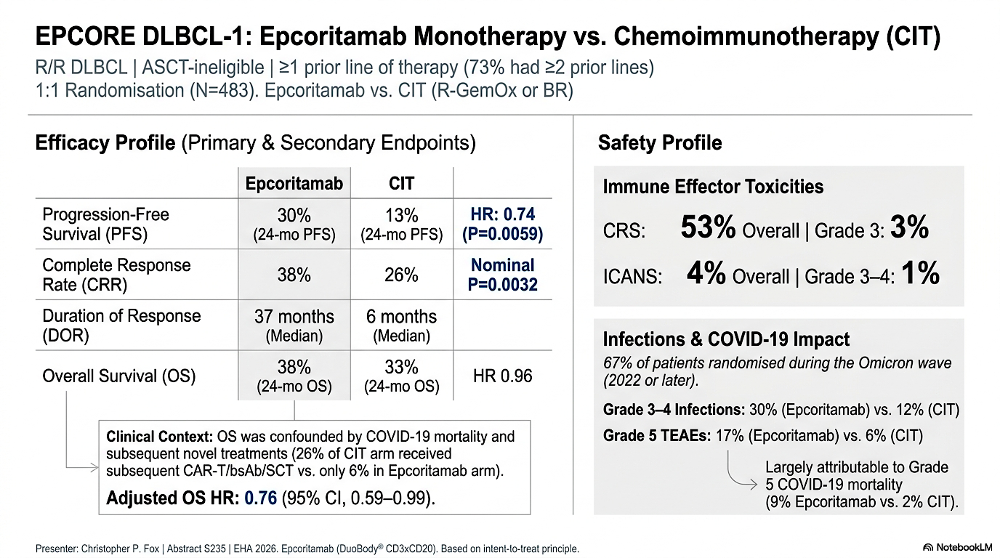 EPCORE DLBCL-1: Epcoritamab Monotherapy vs. Chemoimmunotherapy (CIT)
R/R DLBCL | ASCT-ineligible | ≥1 prior line of therapy (73% had ≥2 prior lines)
1:1 Randomisation (N=483). Epcoritamab vs. CIT (R-GemOx or BR)
Efficacy Profile (Primary & Secondary Endpoints)
Epcoritamab CIT
Progression-Free
Survival (PFS)
30%
(24-mo PFS)
13%
(24-mo PFS)
HR: 0.74
(P=0.0059)
Complete Response
Rate (CRR)
38%
26%
Nominal
P=0.0032
Duration of Response
(DOR)
37 months
(Median)
6 months
(Median)
Overall Survival (OS)
38%
(24-mo OS)
33%
(24-mo OS)
HR 0.96
Clinical Context: OS was confounded by COVID-19 mortality and
subsequent novel treatments (26% of CIT arm received
subsequent CAR-T/bsAb/SCT vs. only 6% in Epcoritamab arm).
Adjusted OS HR: 0.76 (95% CI, 0.59–0.99).
Safety Profile
Immune Effector Toxicities
CRS: 53% Overall | Grade 3: 3%
ICANS: 4% Overall | Grade 3–4: 1%
Infections & COVID-19 Impact
67% of patients randomised during the Omicron wave
(2022 or later).
Grade 3–4 Infections: 30% (Epcoritamab) vs. 12% (CIT)
Grade 5 TEAEs: 17% (Epcoritamab) vs. 6% (CIT)
Largely attributable to Grade
5 COVID-19 mortality
(9% Epcoritamab vs. 2% CIT).
Presenter: Christopher P. Fox | Abstract S235 | EHA 2026. Epcoritamab (DuoBody® CD3xCD20). Based on intent-to-treat principle.
NotebookLM